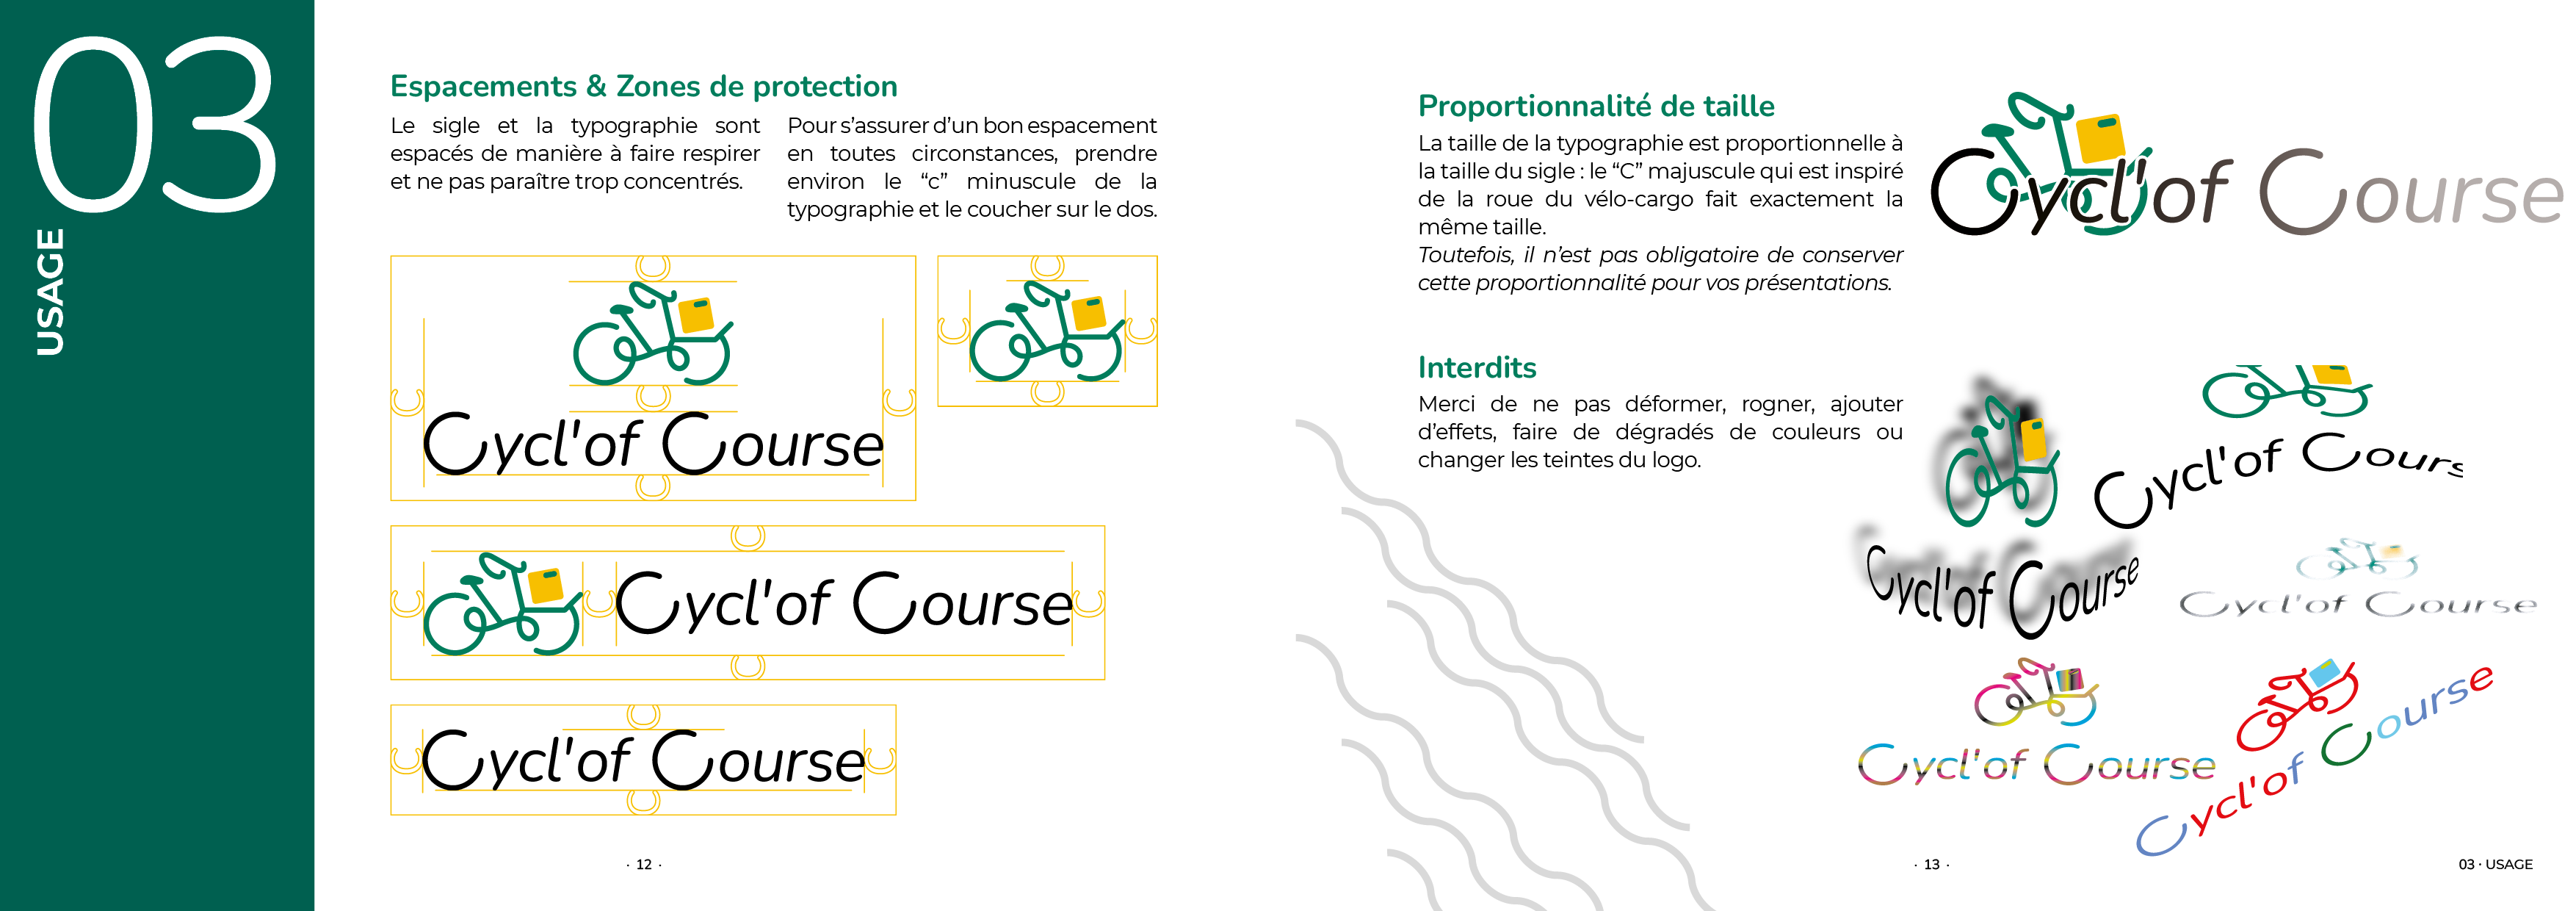 03
USAGE
Espacements & Zones de protection
Le sigle et la typographie sont
espacés de manière à faire respirer
et ne pas paraître trop concentrés.
Pour s’assurer d’un bon espacement
en toutes circonstances, prendre
environ le “c” minuscule de la
typographie et le coucher sur le dos.
Cycl'of Course
Cycl'of Course
Cycl'of Course
· 12 ·
Proportionnalité de taille
La taille de la typographie est proportionnelle à
la taille du sigle : le “C” majuscule qui est inspiré
de la roue du vélo-cargo fait exactement la
même taille.
Toutefois, il n’est pas obligatoire de conserver
cette proportionnalité pour vos présentations.
Cycl'of Course
Interdits
Merci de ne pas déformer, rogner, ajouter
d’effets, faire de dégradés de couleurs ou
changer les teintes du logo.
Cycl'of Cours
Cycl'of Course
Cycl'of Course
Cycl'of Course
Cycl'of Course
· 13 ·
03 · USAGE